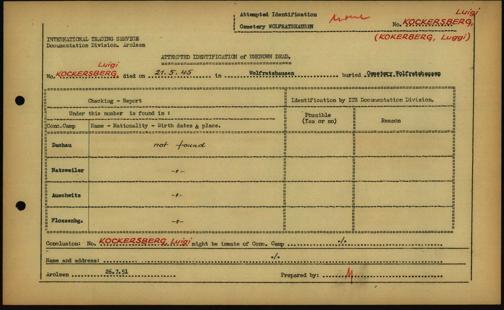 Attempted Identification
Cemetery WOLFRATSHAUSEN
none
Luigi
No. KOCKERSBERG,
(KOKERBERG, Luggi)
INTERNATIONAL TRACING SERVICE
Documentation Division. Arolsen
ATTEMPTED IDENTIFICATION of UNKNOWN DEAD.
Luigi
No. KOCKERSBERG, died on 21.5.45 in Wolfratshausen buried Cemetery Wolfratshausen
Checking - Report
Identification by ITS Documentation Division.
Under this number is found in :
Possible
(Yes or no)
Reason
Conc.Camp
Name - Nationality - Birth dates & place.
Dachau not found
Natzweiler -"-
Auschwitz -"-
Flossenbg. -"-
Conclusion: No. KOCKERSBERG, Luigi might be inmate of Conc. Camp ./.
Name and address: ./.
Arolsen 26.7.51
Prepared by: